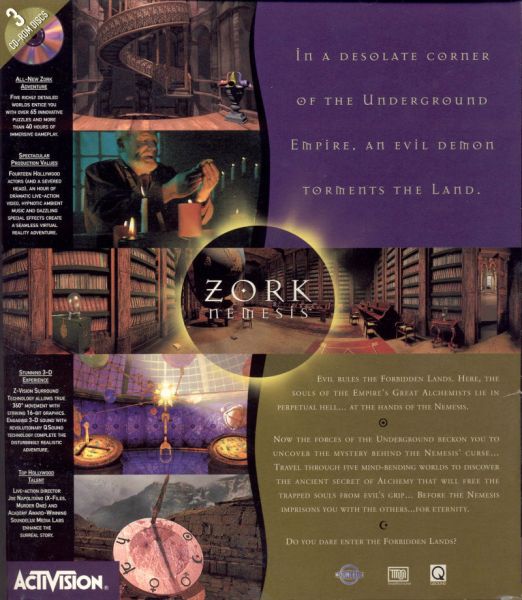 3
CD-ROM DISCS
ALL-NEW ZORK
ADVENTURE
FIVE RICHLY DETAILED
WORLDS ENTICE YOU
WITH OVER 65 INNOVATIVE
PUZZLES AND MORE
THAN 40 HOURS OF
IMMERSIVE GAMEPLAY.
SPECTACULAR
PRODUCTION VALUES
FOURTEEN HOLLYWOOD
ACTORS (AND A SEVERED
HEAD), AN HOUR OF
DRAMATIC LIVE-ACTION
VIDEO, HYPNOTIC AMBIENT
MUSIC AND DAZZLING
SPECIAL EFFECTS CREATE
A SEAMLESS VIRTUAL
REALITY ADVENTURE.
IN A DESOLATE CORNER
OF THE UNDERGROUND
EMPIRE, AN EVIL DEMON
TORMENTS THE LAND.
ZORK
NEMESIS
STUNNING 3-D
EXPERIENCE
Z-VISION SURROUND
TECHNOLOGY ALLOWS TRUE
360° MOVEMENT WITH
STRIKING 16-BIT GRAPHICS.
ENGAGING 3-D SOUND WITH
REVOLUTIONARY QSOUND
TECHNOLOGY COMPLETE THE
DISTURBINGLY REALISTIC
ADVENTURE.
TOP HOLLYWOOD
TALENT
LIVE-ACTION DIRECTOR
JOE NAPOLITANO (X-FILES,
MURDER ONE) AND
ACADEMY AWARD-WINNING
SOUNDELUX MEDIA LABS
ENHANCE THE
SURREAL STORY.
EVIL RULES THE FORBIDDEN LANDS. HERE, THE
SOULS OF THE EMPIRE'S GREAT ALCHEMISTS LIE IN
PERPETUAL HELL... AT THE HANDS OF THE NEMESIS.
NOW THE FORCES OF THE UNDERGROUND BECKON YOU TO
UNCOVER THE MYSTERY BEHIND THE NEMESIS' CURSE...
TRAVEL THROUGH FIVE MIND-BENDING WORLDS TO DISCOVER
THE ANCIENT SECRET OF ALCHEMY THAT WILL FREE THE
TRAPPED SOULS FROM EVIL'S GRIP... BEFORE THE NEMESIS
IMPRISONS YOU WITH THE OTHERS...FOR ETERNITY.
DO YOU DARE ENTER THE FORBIDDEN LANDS?
ACTIVISION®
Q
QSOUND